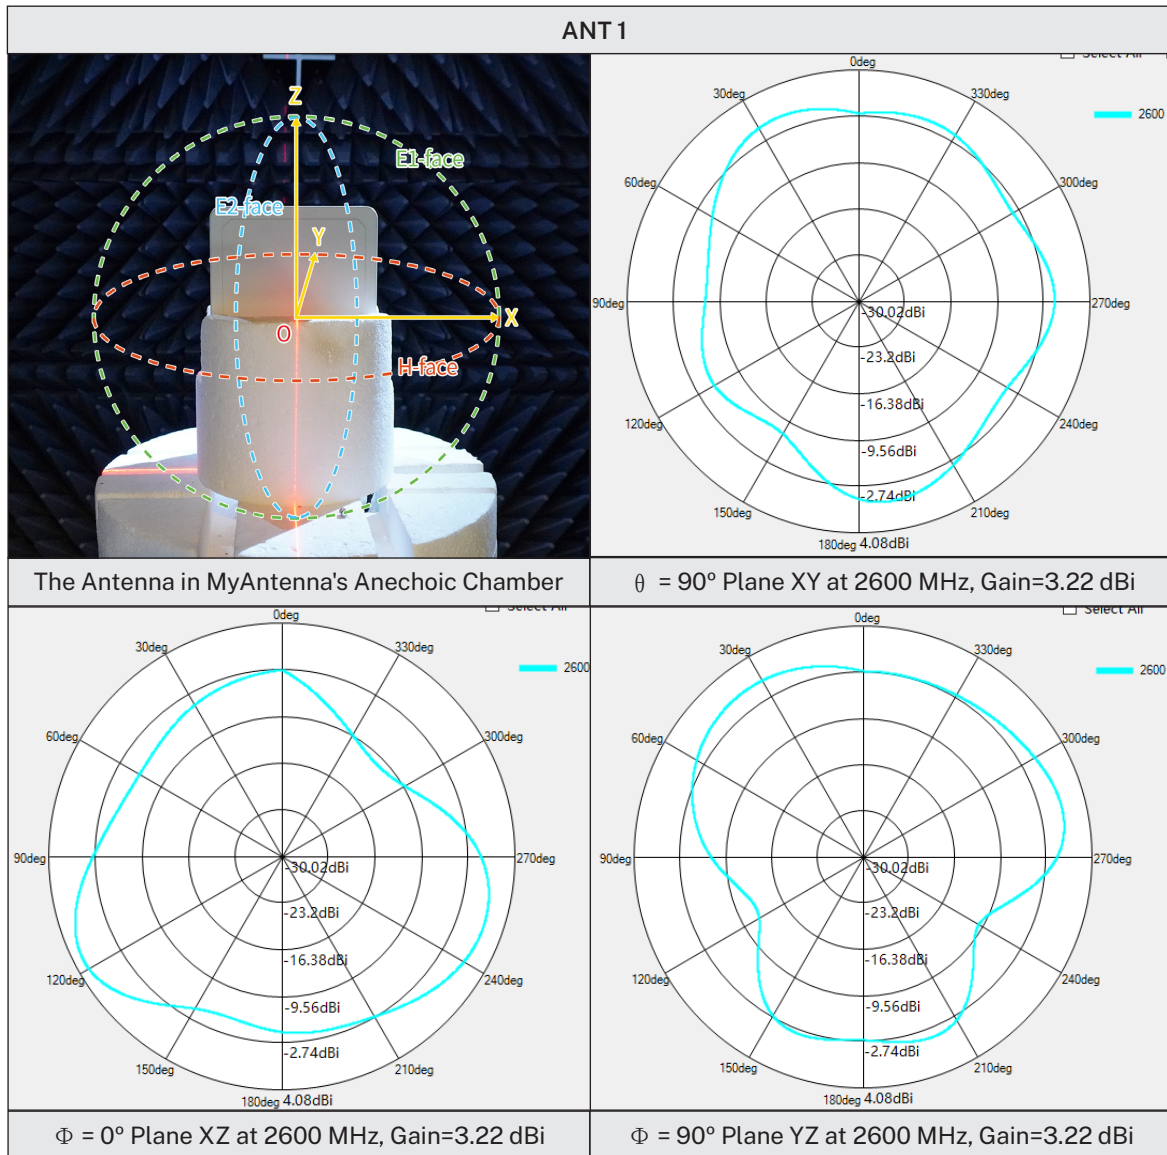 ANT 1
Z
E1-face
E2-face
Y
X
O
H-face
The Antenna in MyAntenna's Anechoic Chamber
Select All
0deg
30deg
330deg
2600
60deg
300deg
90deg
270deg
-30.02dBi
-23.2dBi
-16.38dBi
120deg
240deg
-9.56dBi
-2.74dBi
150deg
210deg
180deg 4.08dBi
θ = 90° Plane XY at 2600 MHz, Gain=3.22 dBi
Select All
0deg
30deg
330deg
2600
60deg
300deg
90deg
270deg
-30.02dBi
-23.2dBi
-16.38dBi
120deg
240deg
-9.56dBi
-2.74dBi
150deg
210deg
180deg 4.08dBi
Φ = 0° Plane XZ at 2600 MHz, Gain=3.22 dBi
Select All
0deg
30deg
330deg
2600
60deg
300deg
90deg
270deg
-30.02dBi
-23.2dBi
-16.38dBi
120deg
240deg
-9.56dBi
-2.74dBi
150deg
210deg
180deg 4.08dBi
Φ = 90° Plane YZ at 2600 MHz, Gain=3.22 dBi